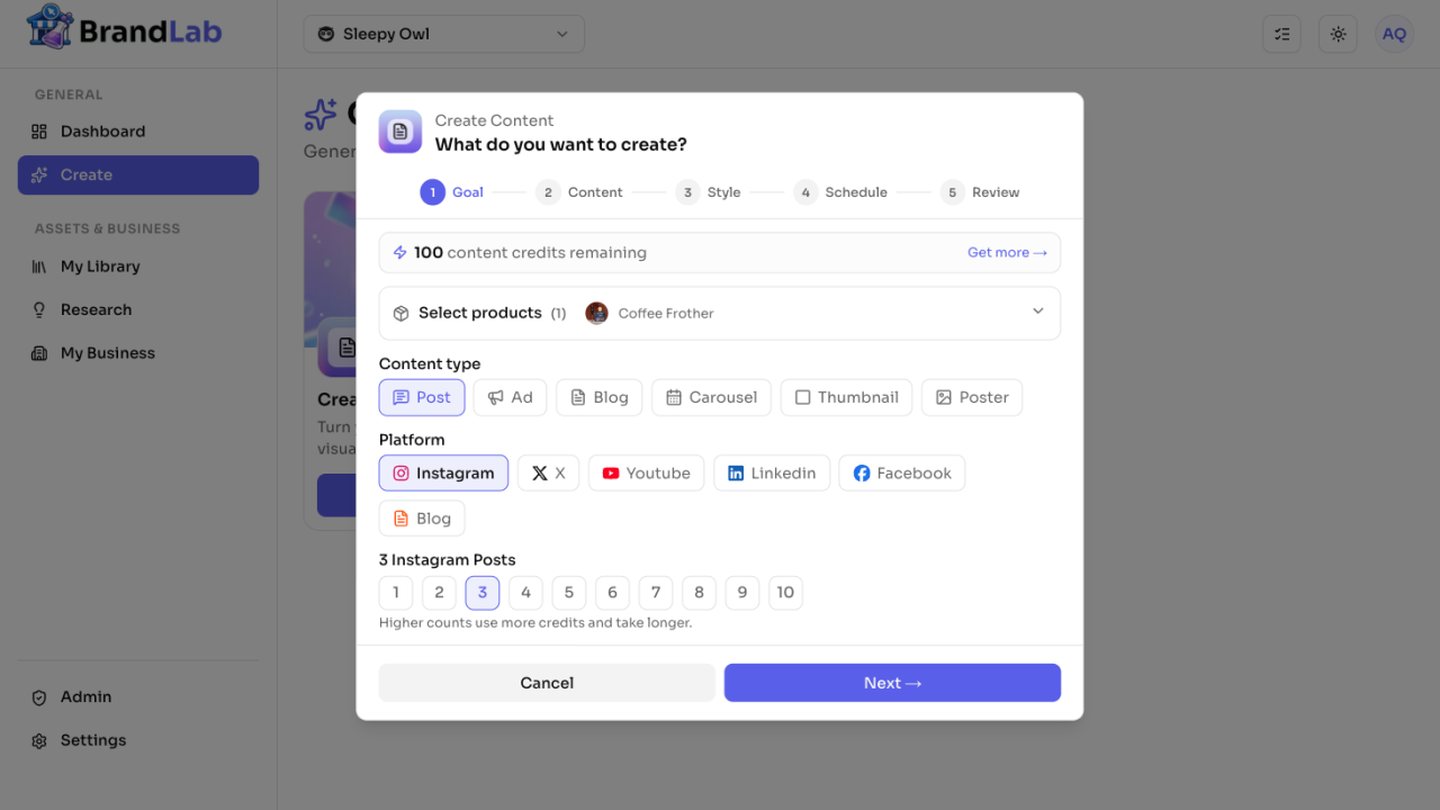 BrandLab
Sleepy Owl
AQ
GENERAL
Dashboard
Create
ASSETS & BUSINESS
My Library
Research
My Business
Admin
Settings
Gener
Crea
Turn
visua
Create Content
What do you want to create?
1 Goal 2 Content 3 Style 4 Schedule 5 Review
100 content credits remaining Get more →
Select products (1) Coffee Frother
Content type
Post Ad Blog Carousel Thumbnail Poster
Platform
Instagram X Youtube Linkedin Facebook
Blog
3 Instagram Posts
1 2 3 4 5 6 7 8 9 10
Higher counts use more credits and take longer.
Cancel Next →